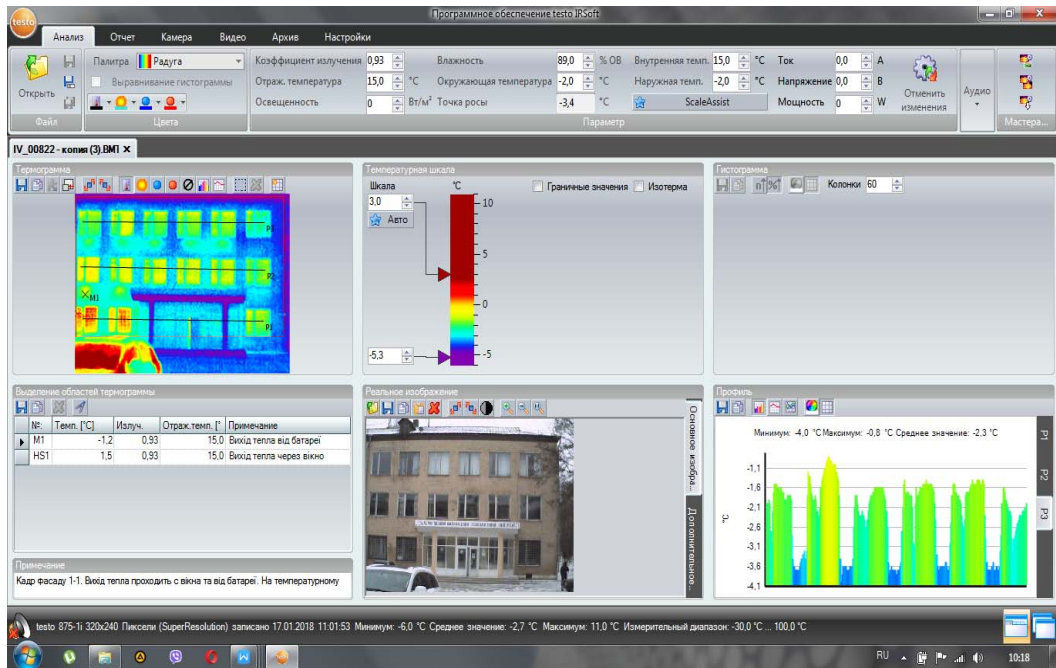 Программное обеспечение testo IRSoft
testo
Анализ Отчет Камера Видео Архив Настройки
Открыть
Палитра Радуга
Выравнивание гистограммы
Файл
Цвета
Коэффициент излучения 0,93
Отраж. температура 15,0 °C
Освещенность 0 Вт/м²
Влажность 89,0 % ОВ
Окружающая температура -2,0 °C
Точка росы -3,4 °C
Внутренняя темп. 15,0 °C
Наружная темп. -2,0 °C
ScaleAssist
Ток 0,0 A
Напряжение 0,0 В
Мощность 0 W
Параметр
Отменить
изменения
Аудио
Мастера...
IV_00822 - копия (3).BMT
Термограмма
P3
P2
M1
P1
Температурная шкала
Шкала °C
Граничные значения Изотерма
3,0
Авто
10
5
0
-5
-5,3
Гистограмма
Колонки 60
Выделение областей термограммы
№: Темп. [°C] Излуч. Отраж.темп. [° Примечание
M1 -1,2 0,93 15,0 Вихід тепла від батареї
HS1 1,5 0,93 15,0 Вихід тепла через вікно
Примечание
Кадр фасаду 1-1. Вихід тепла проходить с вікна та від батареї. На температурному
Реальное изображение
Основное изобра...
Дополнительное...
Профиль
Минимум: -4,0 °C Максимум: -0,8 °C Среднее значение: -2,3 °C
°C
-1,1
-1,6
-2,1
-2,6
-3,1
-3,6
-4,1
P1
P2
P3
testo 875-1i 320x240 Пиксели (SuperResolution) записано 17.01.2018 11:01:53 Минимум: -6,0 °C Среднее значение: -2,7 °C Максимум: 11,0 °C Измерительный диапазон: -30,0 °C ... 100,0 °C
RU 10:18